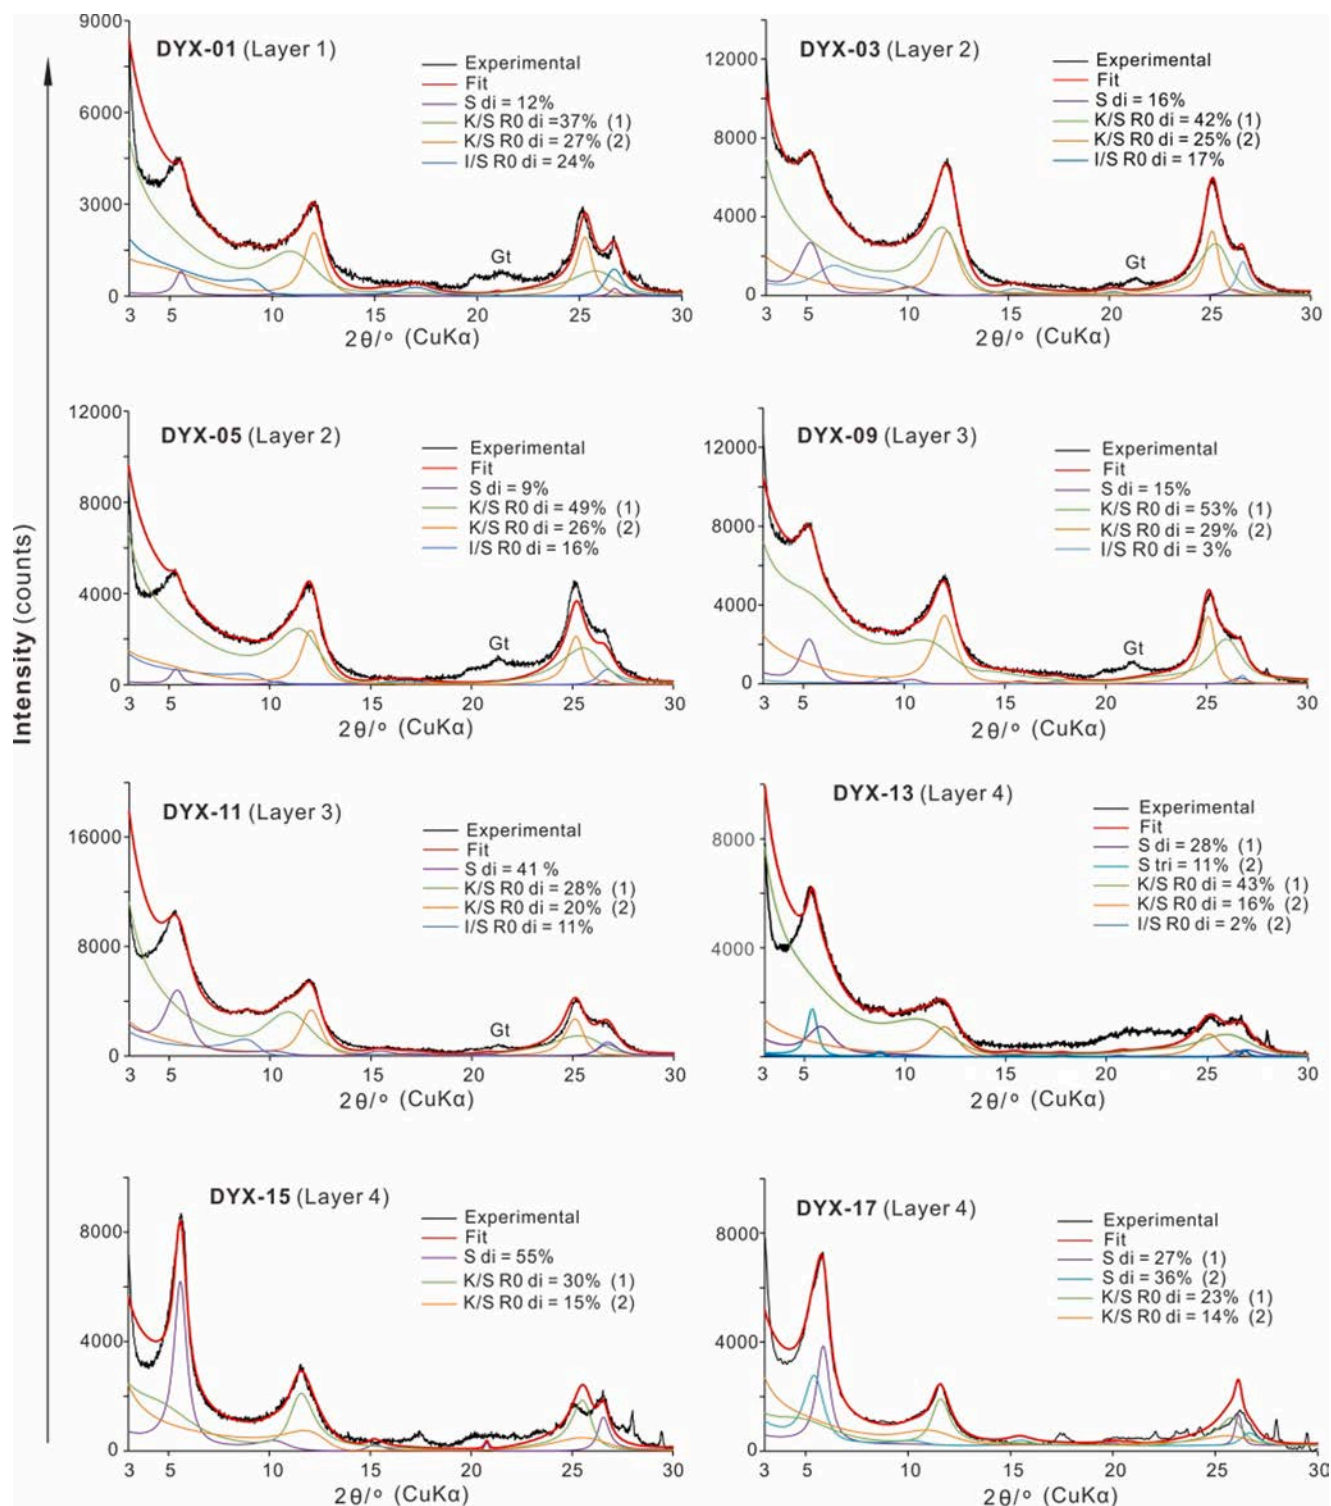 Intensity (counts)
DYX-01 (Layer 1)
Experimental
Fit
S di = 12%
K/S R0 di =37% (1)
K/S R0 di = 27% (2)
I/S R0 di = 24%
9000
6000
3000
0
Gt
3 5 10 15 20 25 30
2θ/° (CuKα)
DYX-03 (Layer 2)
Experimental
Fit
S di = 16%
K/S R0 di = 42% (1)
K/S R0 di = 25% (2)
I/S R0 di = 17%
12000
8000
4000
0
Gt
3 5 10 15 20 25 30
2θ/° (CuKα)
DYX-05 (Layer 2)
Experimental
Fit
S di = 9%
K/S R0 di = 49% (1)
K/S R0 di = 26% (2)
I/S R0 di = 16%
12000
8000
4000
0
Gt
3 5 10 15 20 25 30
2θ/° (CuKα)
DYX-09 (Layer 3)
Experimental
Fit
S di = 15%
K/S R0 di = 53% (1)
K/S R0 di = 29% (2)
I/S R0 di = 3%
12000
8000
4000
0
Gt
3 5 10 15 20 25 30
2θ/° (CuKα)
DYX-11 (Layer 3)
Experimental
Fit
S di = 41 %
K/S R0 di = 28% (1)
K/S R0 di = 20% (2)
I/S R0 di = 11%
16000
8000
0
Gt
3 5 10 15 20 25 30
2θ/° (CuKα)
DYX-13 (Layer 4)
Experimental
Fit
S di = 28% (1)
S tri = 11% (2)
K/S R0 di = 43% (1)
K/S R0 di = 16% (2)
I/S R0 di = 2% (2)
8000
4000
0
3 5 10 15 20 25 30
2θ/° (CuKα)
DYX-15 (Layer 4)
Experimental
Fit
S di = 55%
K/S R0 di = 30% (1)
K/S R0 di = 15% (2)
8000
4000
0
3 5 10 15 20 25 30
2θ/° (CuKα)
DYX-17 (Layer 4)
Experimental
Fit
S di = 27% (1)
S di = 36% (2)
K/S R0 di = 23% (1)
K/S R0 di = 14% (2)
8000
4000
0
3 5 10 15 20 25 30
2θ/° (CuKα)